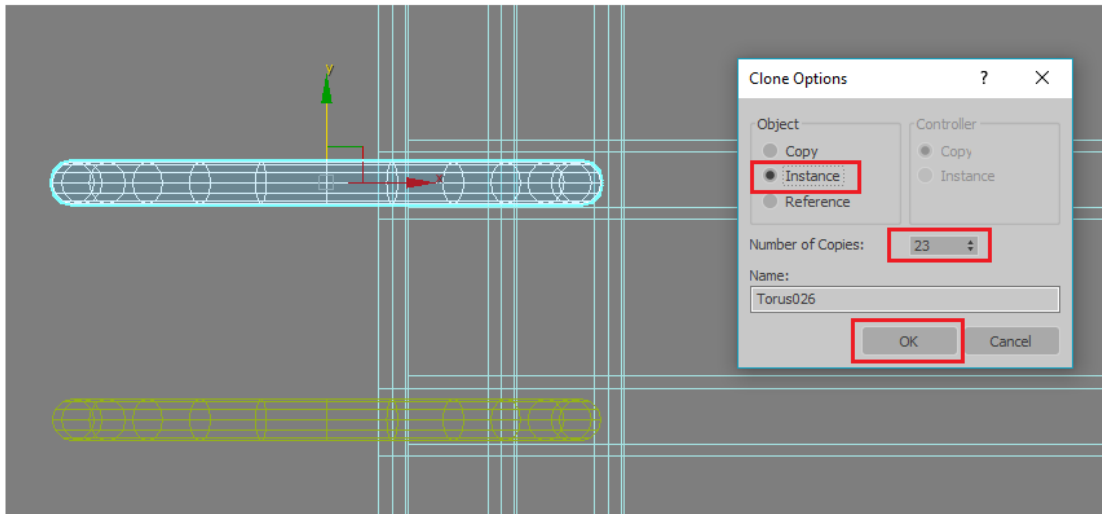 Clone Options ? X
Object
Copy
Instance
Reference
Controller
Copy
Instance
Number of Copies: 23
Name:
Torus026
OK Cancel
y
x